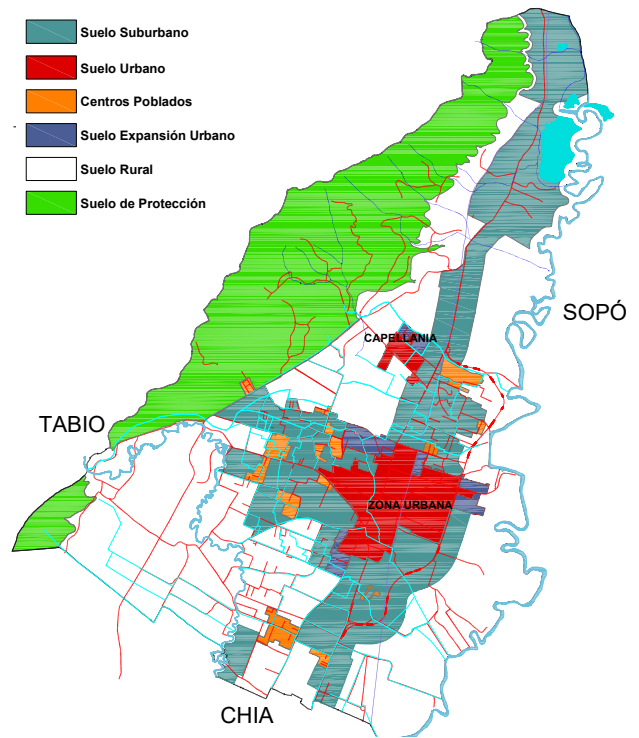 Suelo Suburbano
Suelo Urbano
Centros Poblados
Suelo Expansión Urbano
Suelo Rural
Suelo de Protección
SOPÓ
CAPELLANIA
TABIO
ZONA URBANA
CHIA